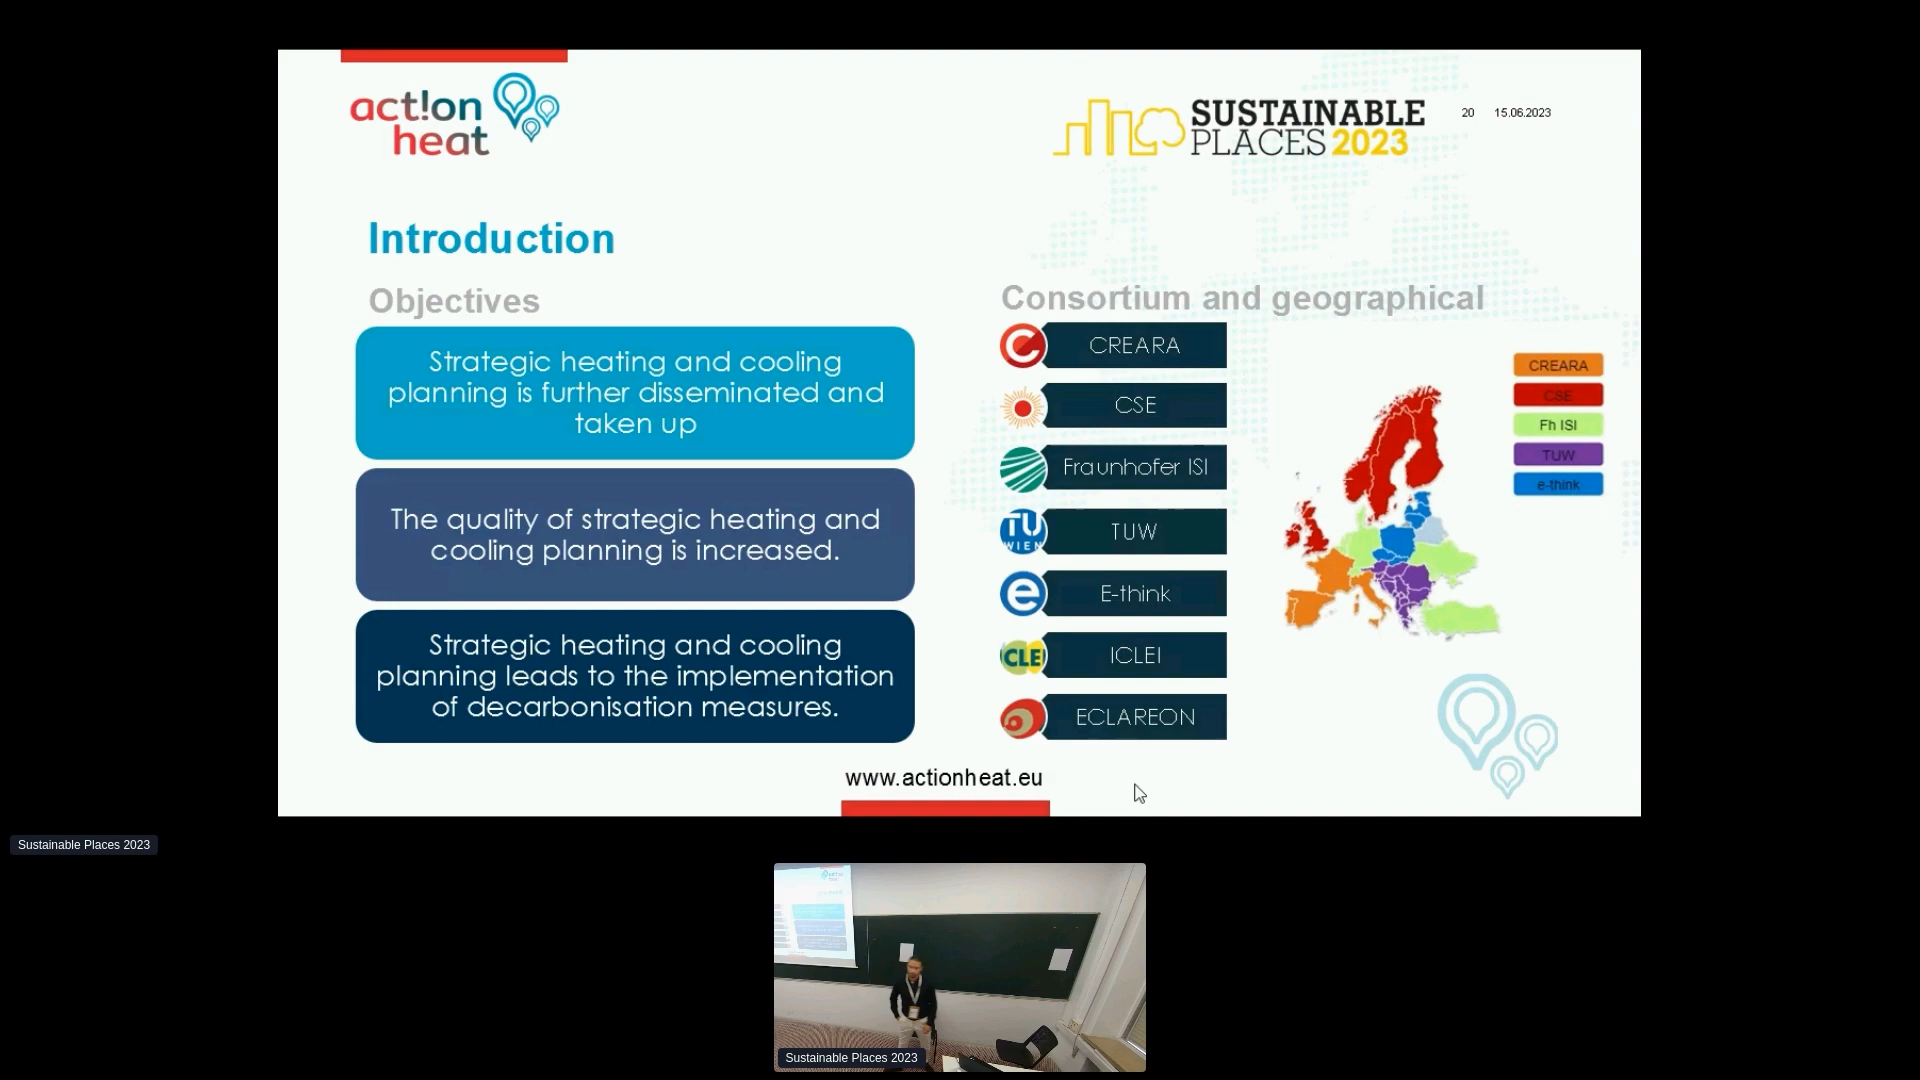 act!on
heat
SUSTAINABLE
PLACES 2023
20 15.06.2023
Introduction
Objectives
Strategic heating and cooling
planning is further disseminated and
taken up
The quality of strategic heating and
cooling planning is increased.
Strategic heating and cooling
planning leads to the implementation
of decarbonisation measures.
Consortium and geographical
CREARA
CSE
Fraunhofer ISI
TU
WIEN
TUW
E-think
ICLEI
ECLAREON
CREARA
CSE
Fh ISI
TUW
e-think
www.actionheat.eu
Sustainable Places 2023
Sustainable Places 2023